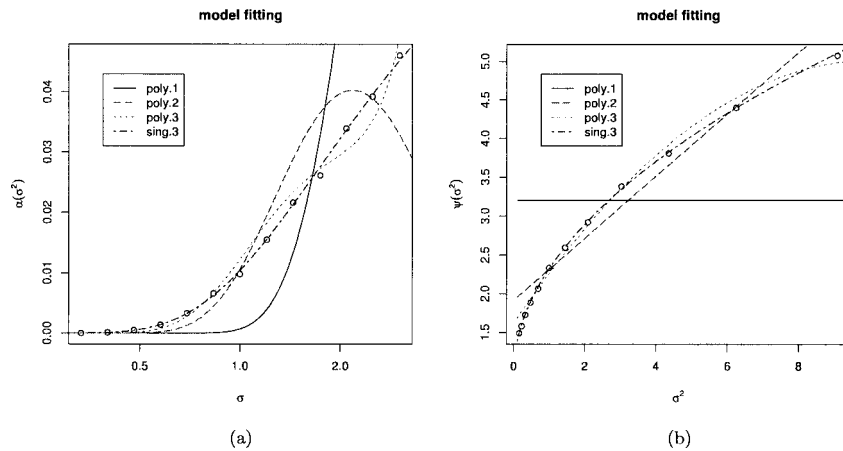 model fitting
α(σ²)
0.04
0.03
0.02
0.01
0.00
poly.1
poly.2
poly.3
sing.3
0.5 1.0 2.0
σ
(a)
model fitting
ψ(σ²)
5.0
4.5
4.0
3.5
3.0
2.5
2.0
1.5
poly.1
poly.2
poly.3
sing.3
0 2 4 6 8
σ²
(b)